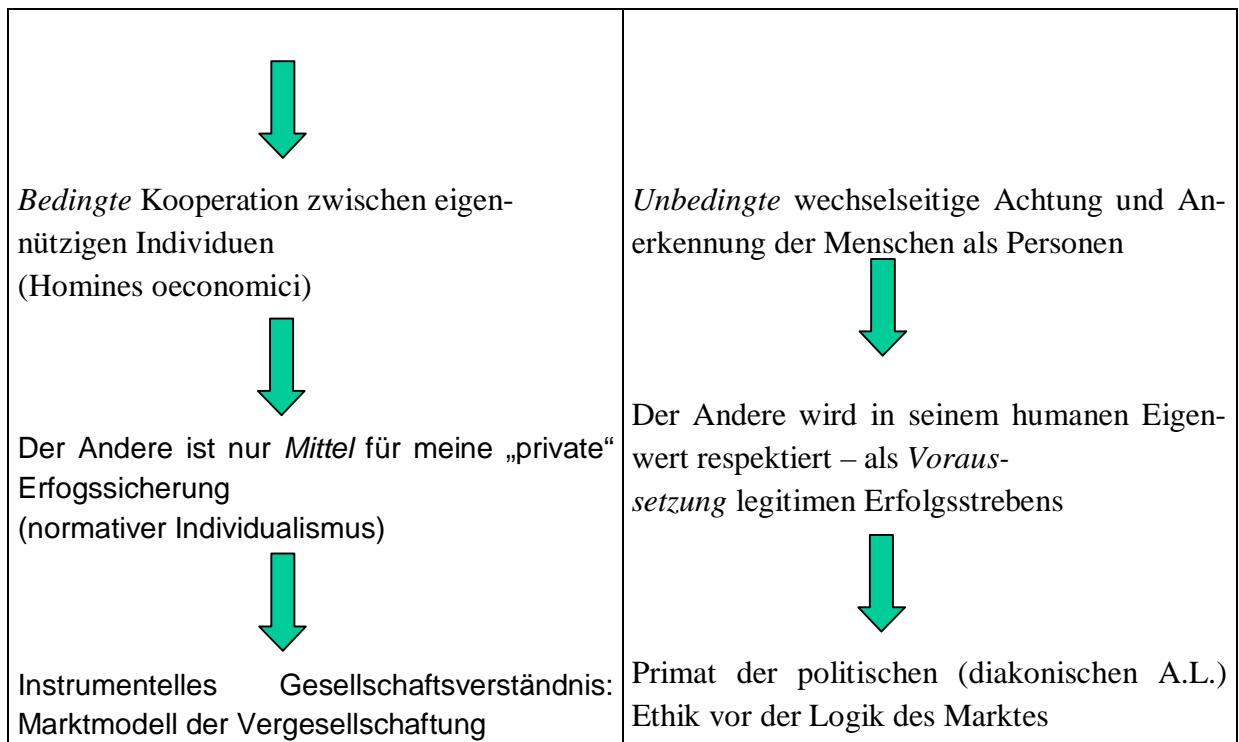 Bedingte Kooperation zwischen eigen-
nützigen Individuen
(Homines oeconomici)
Der Andere ist nur Mittel für meine „private“
Erfogssicherung
(normativer Individualismus)
Instrumentelles Gesellschaftsverständnis:
Marktmodell der Vergesellschaftung
Unbedingte wechselseitige Achtung und An-
erkennung der Menschen als Personen
Der Andere wird in seinem humanen Eigen-
wert respektiert – als Voraus-
setzung legitimen Erfolgsstrebens
Primat der politischen (diakonischen A.L.)
Ethik vor der Logik des Marktes